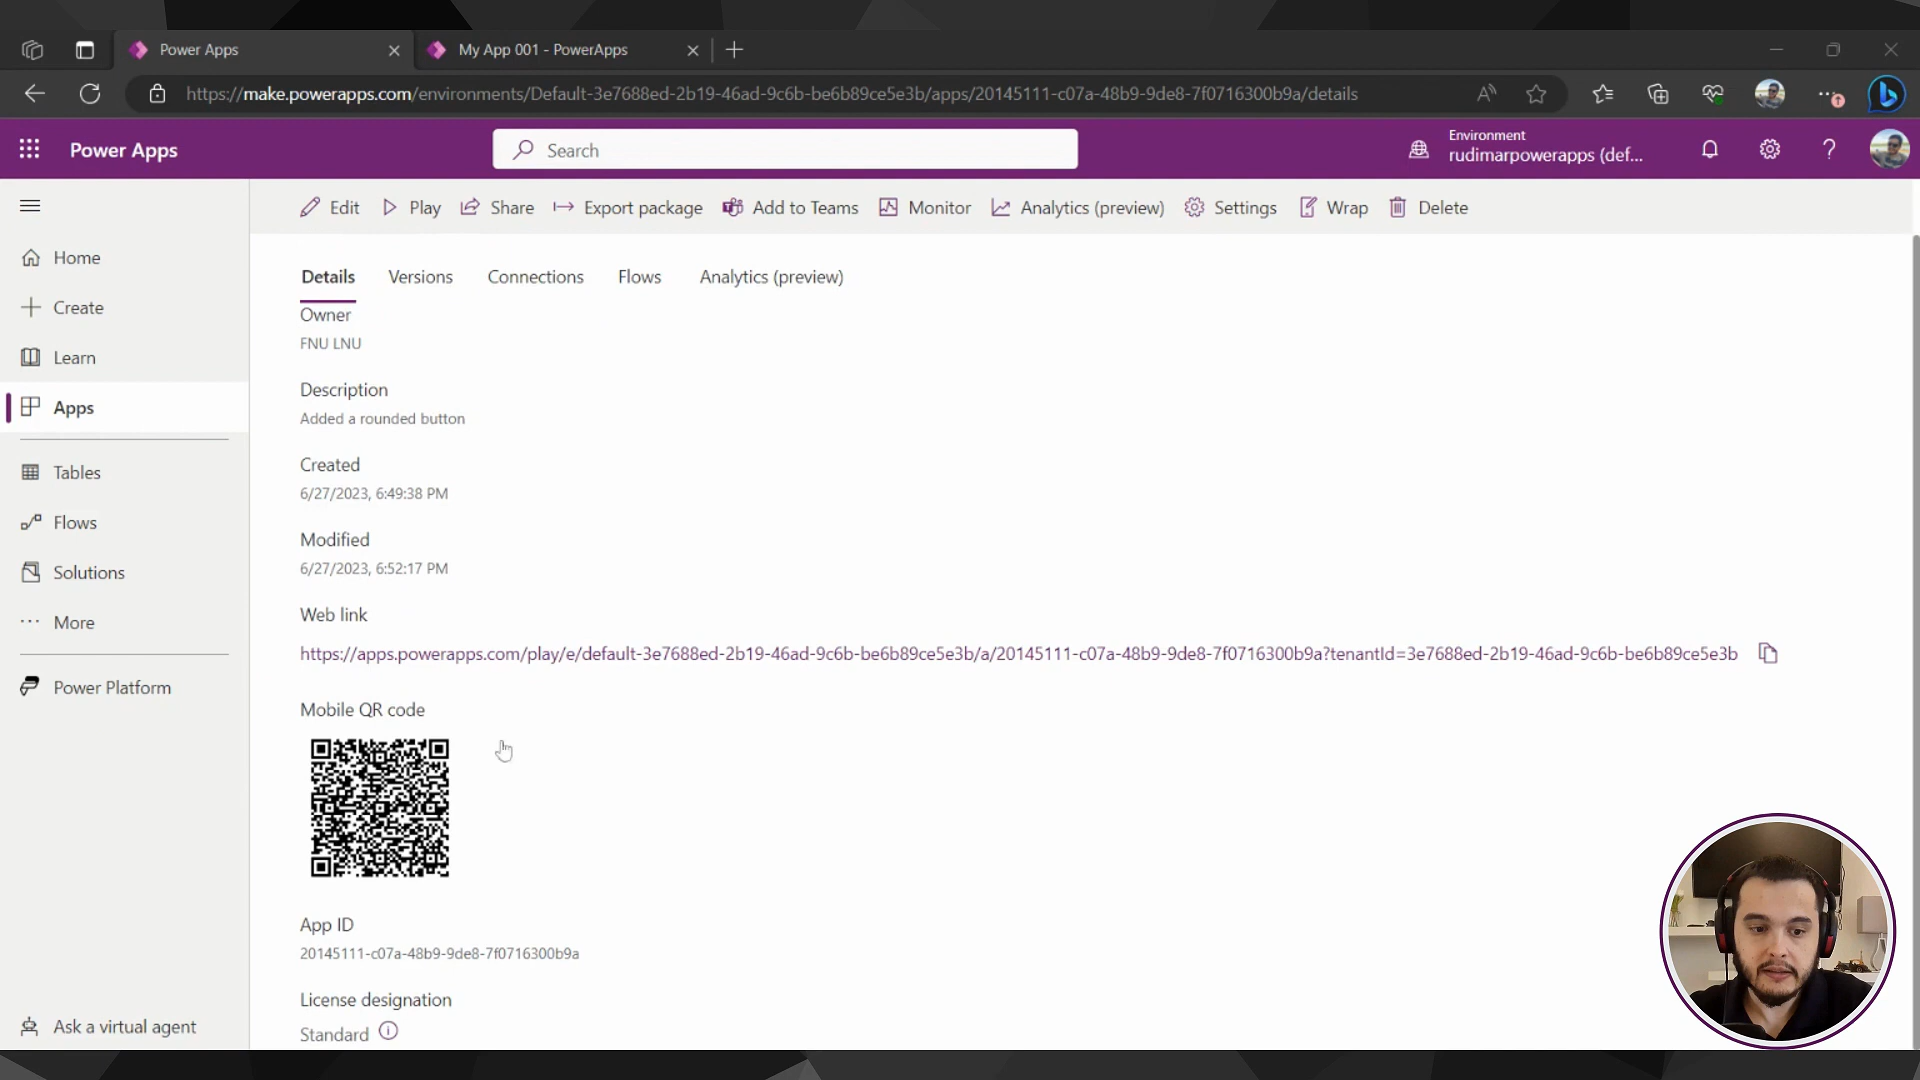 Power Apps
My App 001 - PowerApps
https://make.powerapps.com/environments/Default-3e7688ed-2b19-46ad-9c6b-be6b89ce5e3b/apps/20145111-c07a-48b9-9de8-7f0716300b9a/details
Power Apps
Search
Environment
rudimarpowerapps (def...
Edit
Play
Share
Export package
Add to Teams
Monitor
Analytics (preview)
Settings
Wrap
Delete
Home
Create
Learn
Apps
Tables
Flows
Solutions
More
Power Platform
Ask a virtual agent
Details
Versions
Connections
Flows
Analytics (preview)
Owner
FNU LNU
Description
Added a rounded button
Created
6/27/2023, 6:49:38 PM
Modified
6/27/2023, 6:52:17 PM
Web link
https://apps.powerapps.com/play/e/default-3e7688ed-2b19-46ad-9c6b-be6b89ce5e3b/a/20145111-c07a-48b9-9de8-7f0716300b9a?tenantId=3e7688ed-2b19-46ad-9c6b-be6b89ce5e3b
Mobile QR code
App ID
20145111-c07a-48b9-9de8-7f0716300b9a
License designation
Standard